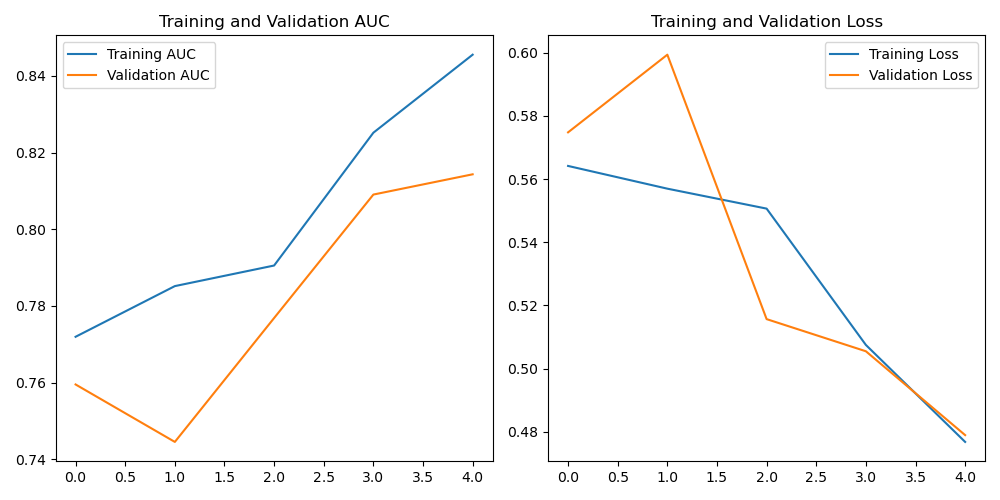 Training and Validation AUC
Training AUC
Validation AUC
0.84
0.82
0.80
0.78
0.76
0.74
0.0 0.5 1.0 1.5 2.0 2.5 3.0 3.5 4.0
Training and Validation Loss
Training Loss
Validation Loss
0.60
0.58
0.56
0.54
0.52
0.50
0.48
0.0 0.5 1.0 1.5 2.0 2.5 3.0 3.5 4.0